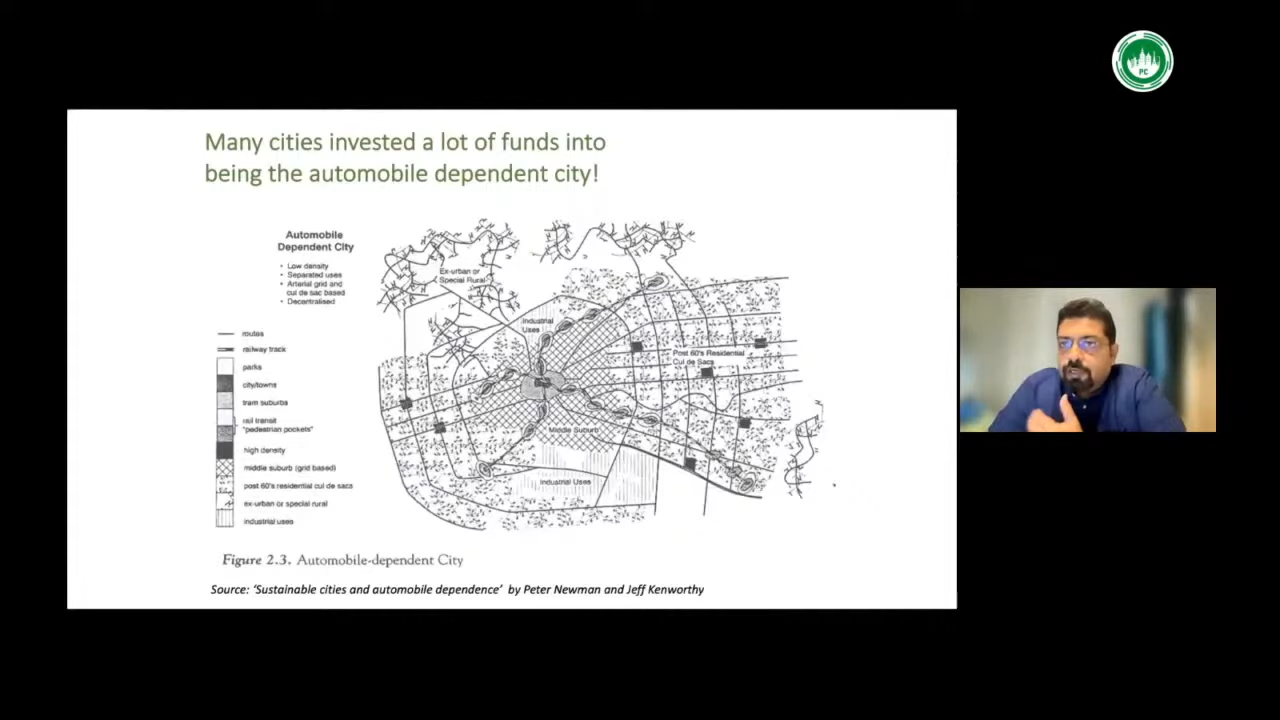 PC
Many cities invested a lot of funds into
being the automobile dependent city!
Automobile
Dependent City
• Low density
• Separated uses
• Arterial grid and
cul de sac based
• Decentralised
routes
railway track
parks
city/towns
tram suburbs
rail transit
"pedestrian pockets"
high density
middle suburb (grid based)
post 60's residential cul de sacs
ex-urban or special rural
industrial uses
Ex-urban or
Special Rural
Industrial
Uses
Post 60's Residential
Cul de Sacs
Middle Suburb
Industrial Uses
Figure 2.3. Automobile-dependent City
Source: 'Sustainable cities and automobile dependence' by Peter Newman and Jeff Kenworthy